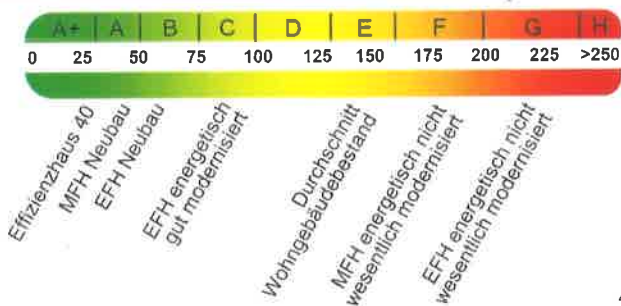 A+ A B C D E F G H
0 25 50 75 100 125 150 175 200 225 >250
Effizienzhaus 40
MFH Neubau
EFH Neubau
EFH energetisch
gut modernisiert
Durchschnitt
Wohngebäudebestand
MFH energetisch nicht
wesentlich modernisiert
EFH energetisch nicht
wesentlich modernisiert